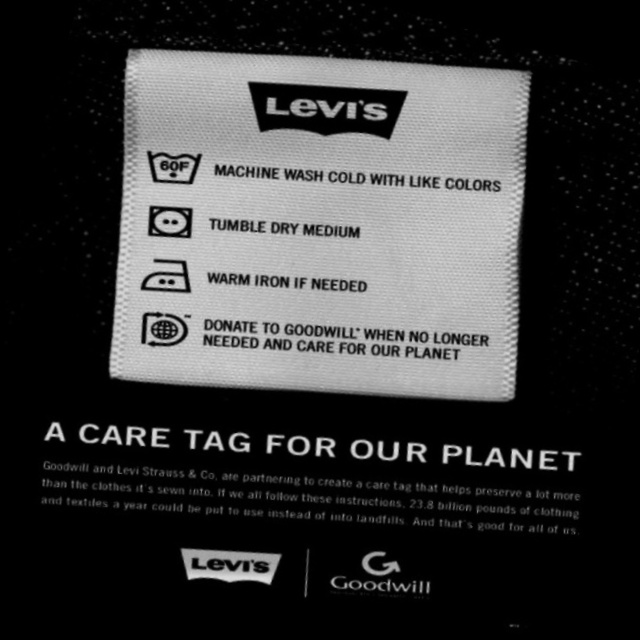 LEVI'S
60F
MACHINE WASH COLD WITH LIKE COLORS
TUMBLE DRY MEDIUM
WARM IRON IF NEEDED
DONATE TO GOODWILL® WHEN NO LONGER
NEEDED AND CARE FOR OUR PLANET
A CARE TAG FOR OUR PLANET
Goodwill and Levi Strauss & Co. are partnering to create a care tag that helps preserve a lot more
than the clothes it's sewn into. If we all follow these instructions, 23.8 billion pounds of clothing
and textiles a year could be put to use instead of into landfills. And that's good for all of us.
LEVI'S
Goodwill